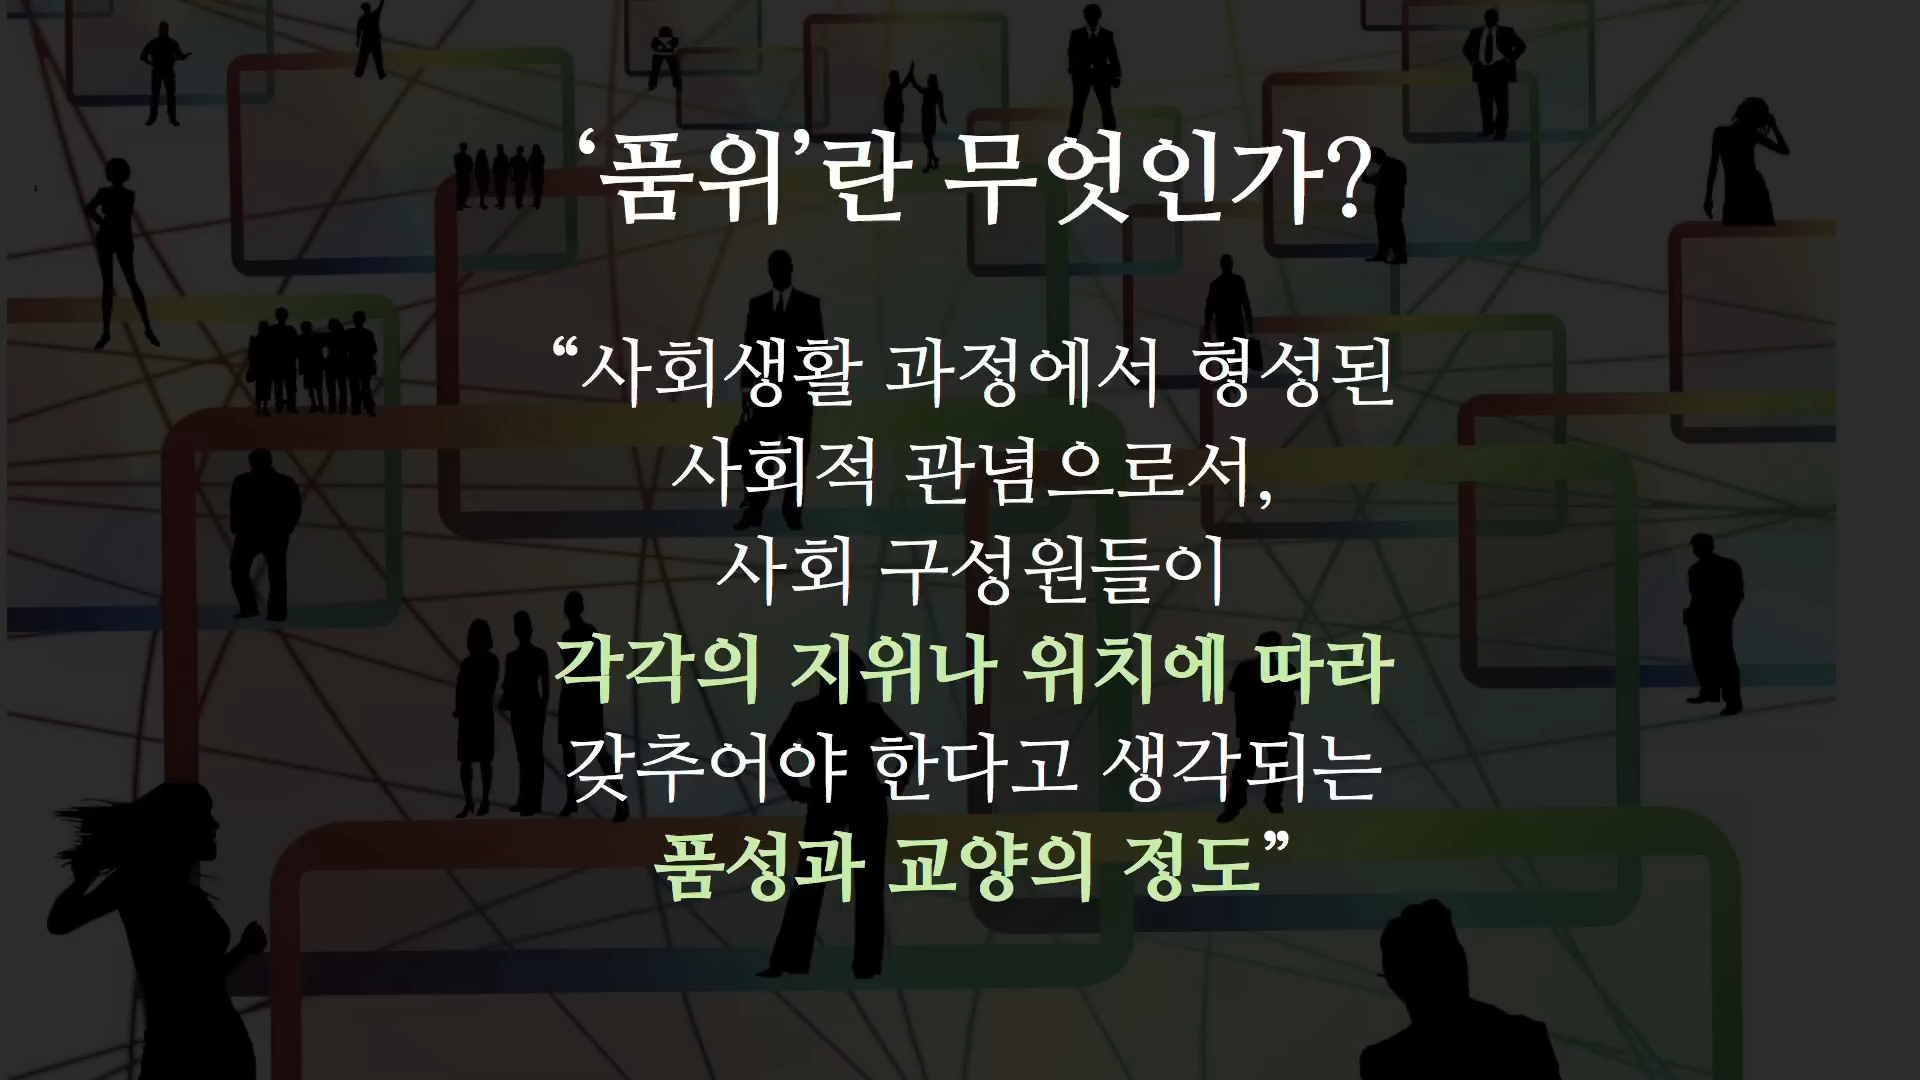 ‘품위’란 무엇인가?
“사회생활 과정에서 형성된
사회적 관념으로서,
사회 구성원들이
각각의 지위나 위치에 따라
갖추어야 한다고 생각되는
품성과 교양의 정도”